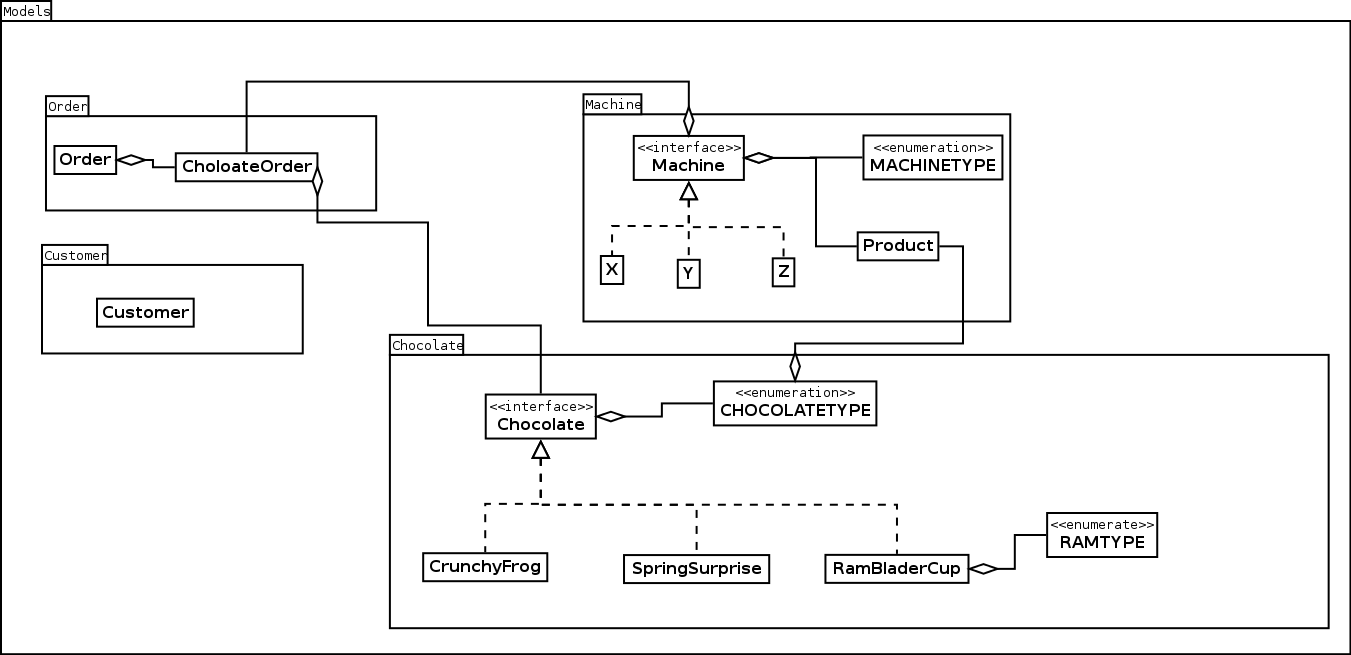 Models
Order
Order
CholoateOrder
Machine
<<interface>>
Machine
<<enumeration>>
MACHINETYPE
Product
X
Y
Z
Customer
Customer
Chocolate
<<interface>>
Chocolate
<<enumeration>>
CHOCOLATETYPE
CrunchyFrog
SpringSurprise
RamBladerCup
<<enumerate>>
RAMTYPE